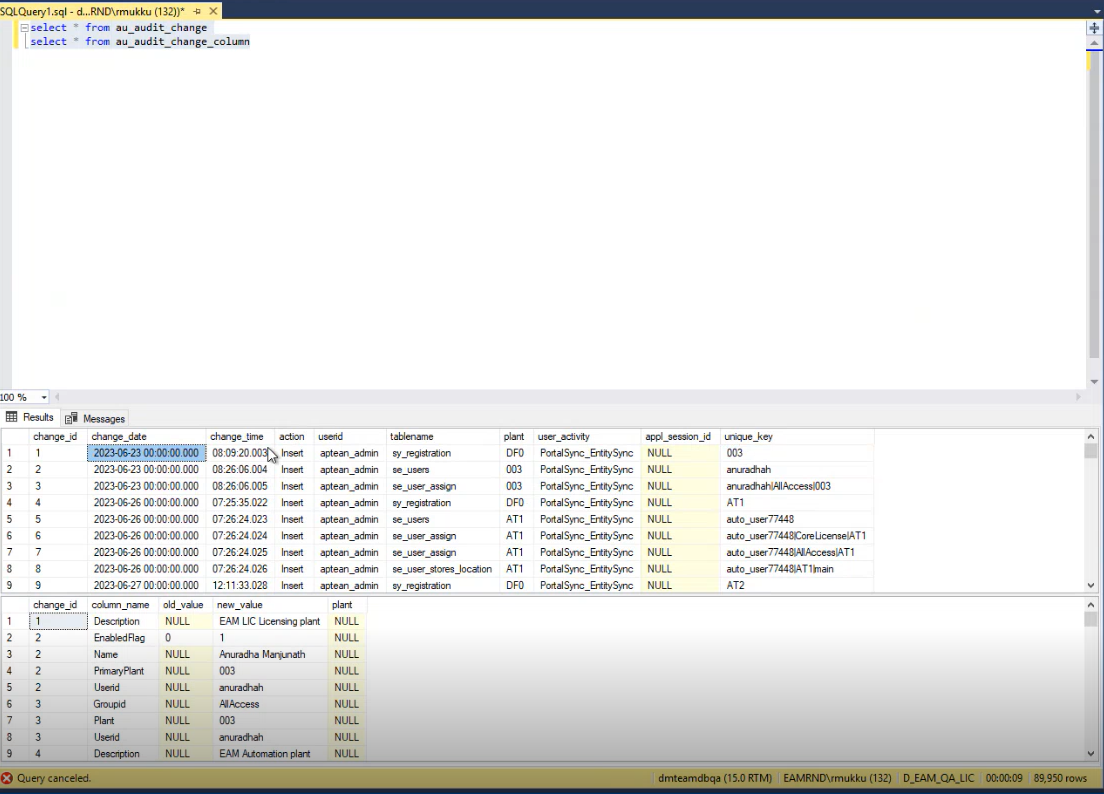 SQLQuery1.sql - d...RND\rmukku (132))*
select * from au_audit_change
select * from au_audit_change_column
100 %
Results Messages
change_id change_date change_time action userid tablename plant user_activity appl_session_id unique_key
1 1 2023-06-23 00:00:00.000 08:09:20.003 Insert aptean_admin sy_registration DF0 PortalSync_EntitySync NULL 003
2 2 2023-06-23 00:00:00.000 08:26:06.004 Insert aptean_admin se_users 003 PortalSync_EntitySync NULL anuradhah
3 3 2023-06-23 00:00:00.000 08:26:06.005 Insert aptean_admin se_user_assign 003 PortalSync_EntitySync NULL anuradhah|AllAccess|003
4 4 2023-06-26 00:00:00.000 07:25:35.022 Insert aptean_admin sy_registration DF0 PortalSync_EntitySync NULL AT1
5 5 2023-06-26 00:00:00.000 07:26:24.023 Insert aptean_admin se_users AT1 PortalSync_EntitySync NULL auto_user77448
6 6 2023-06-26 00:00:00.000 07:26:24.024 Insert aptean_admin se_user_assign AT1 PortalSync_EntitySync NULL auto_user77448|CoreLicense|AT1
7 7 2023-06-26 00:00:00.000 07:26:24.025 Insert aptean_admin se_user_assign AT1 PortalSync_EntitySync NULL auto_user77448|AllAccess|AT1
8 8 2023-06-26 00:00:00.000 07:26:24.026 Insert aptean_admin se_user_stores_location AT1 PortalSync_EntitySync NULL auto_user77448|AT1|main
9 9 2023-06-27 00:00:00.000 12:11:33.028 Insert aptean_admin sy_registration DF0 PortalSync_EntitySync NULL AT2
change_id column_name old_value new_value plant
1 1 Description NULL EAM LIC Licensing plant NULL
2 2 EnabledFlag 0 1 NULL
3 2 Name NULL Anuradha Manjunath NULL
4 2 PrimaryPlant NULL 003 NULL
5 2 Userid NULL anuradhah NULL
6 3 Groupid NULL AllAccess NULL
7 3 Plant NULL 003 NULL
8 3 Userid NULL anuradhah NULL
9 4 Description NULL EAM Automation plant NULL
Query canceled. dmteamdbqa (15.0 RTM) EAMRND\rmukku (132) D_EAM_QA_LIC 00:00:09 89,950 rows